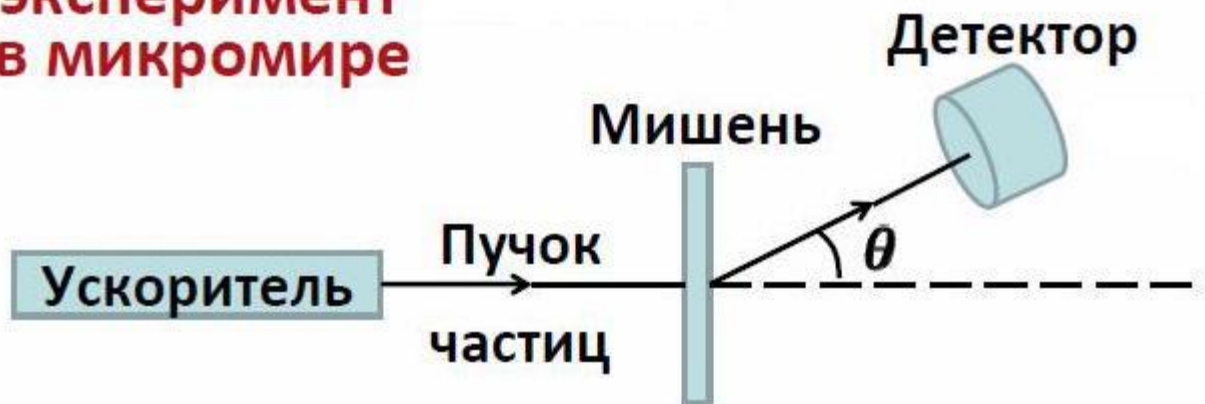 эксперимент
в микромире
Детектор
Мишень
Пучок
θ
Ускоритель
частиц